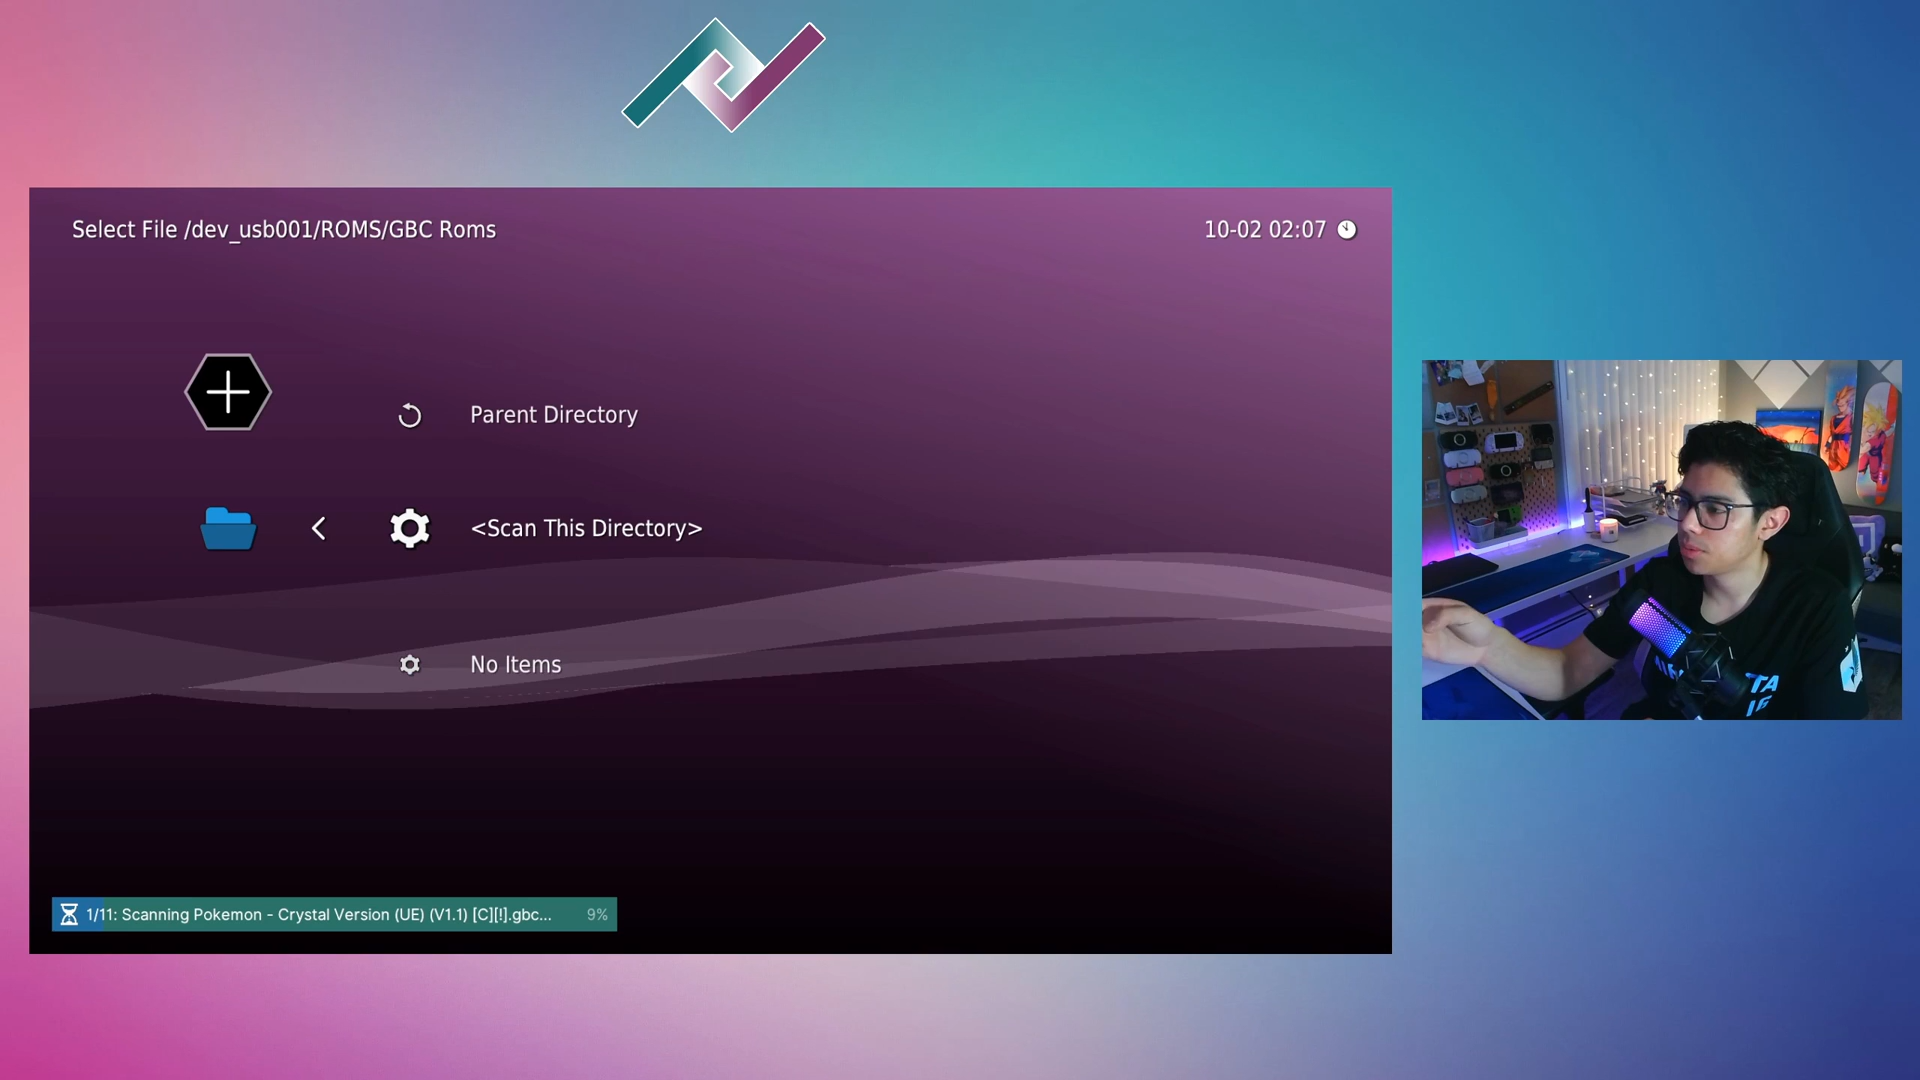 Select File /dev_usb001/ROMS/GBC Roms
10-02 02:07
Parent Directory
<Scan This Directory>
No Items
1/11: Scanning Pokemon - Crystal Version (UE) (V1.1) [C][!].gbc...
9%